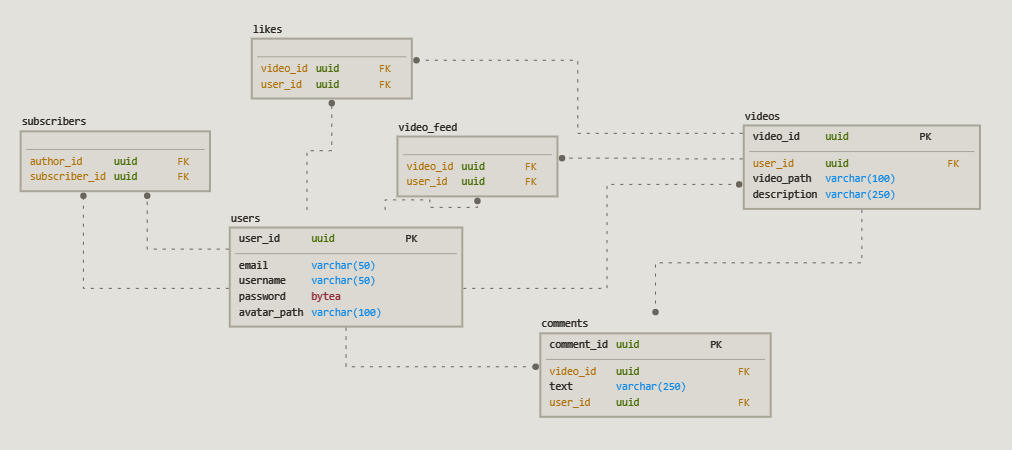 likes
video_id uuid FK
user_id uuid FK
subscribers
author_id uuid FK
subscriber_id uuid FK
video_feed
video_id uuid FK
user_id uuid FK
videos
video_id uuid PK
user_id uuid FK
video_path varchar(100)
description varchar(250)
users
user_id uuid PK
email varchar(50)
username varchar(50)
password bytea
avatar_path varchar(100)
comments
comment_id uuid PK
video_id uuid FK
text varchar(250)
user_id uuid FK